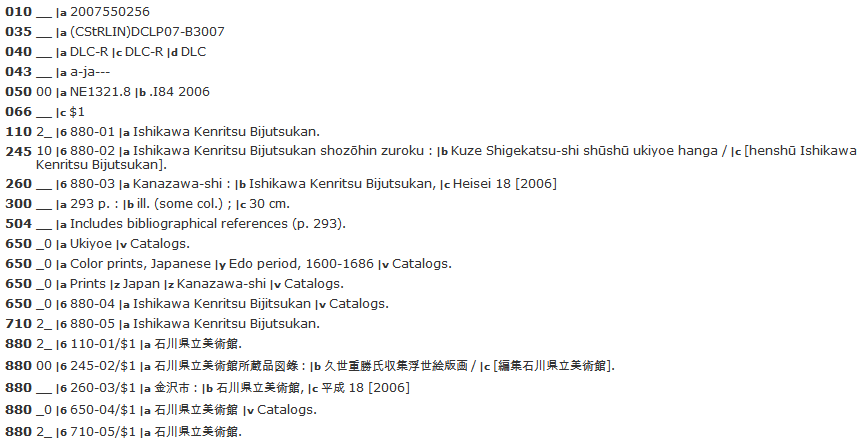 010 __ |a 2007550256
035 __ |a (CStRLIN)DCLP07-B3007
040 __ |a DLC-R |c DLC-R |d DLC
043 __ |a a-ja---
050 00 |a NE1321.8 |b .I84 2006
066 __ |c $1
110 2_ |6 880-01 |a Ishikawa Kenritsu Bijutsukan.
245 10 |6 880-02 |a Ishikawa Kenritsu Bijutsukan shozōhin zuroku : |b Kuze Shigekatsu-shi shūshū ukiyoe hanga / |c [henshū Ishikawa
Kenritsu Bijutsukan].
260 __ |6 880-03 |a Kanazawa-shi : |b Ishikawa Kenritsu Bijutsukan, |c Heisei 18 [2006]
300 __ |a 293 p. : |b ill. (some col.) ; |c 30 cm.
504 __ |a Includes bibliographical references (p. 293).
650 _0 |a Ukiyoe |v Catalogs.
650 _0 |a Color prints, Japanese |y Edo period, 1600-1686 |v Catalogs.
650 _0 |a Prints |z Japan |z Kanazawa-shi |v Catalogs.
650 _0 |6 880-04 |a Ishikawa Kenritsu Bijitsukan |v Catalogs.
710 2_ |6 880-05 |a Ishikawa Kenritsu Bijutsukan.
880 2_ |6 110-01/$1 |a 石川県立美術館.
880 00 |6 245-02/$1 |a 石川県立美術館所蔵品図錄 : |b 久世重勝氏収集浮世絵版画 / |c [編集石川県立美術館].
880 __ |6 260-03/$1 |a 金沢市 : |b 石川県立美術館, |c 平成 18 [2006]
880 _0 |6 650-04/$1 |a 石川県立美術館 |v Catalogs.
880 2_ |6 710-05/$1 |a 石川県立美術館.